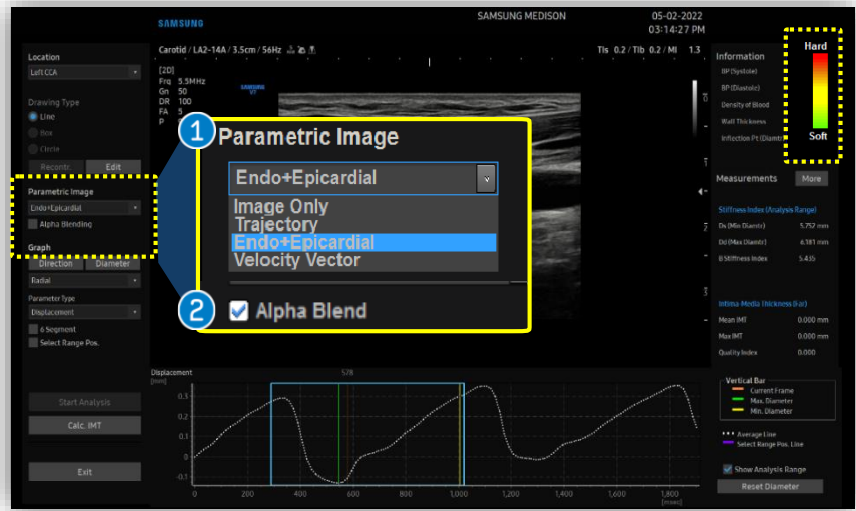 SAMSUNG
SAMSUNG MEDISON
05-02-2022
03:14:27 PM
Carotid / LA2-14A / 3.5cm / 56Hz
TIs 0.2 / TIb 0.2 / MI 1.3
[2D]
Frq 5.5MHz
Gn 50
DR 100
FA 5
P
SAMSUNG
V7
Location
Left CCA
Drawing Type
Line
Box
Circle
Recontr.
Edit
Parametric Image
Endo+Epicardial
Alpha Blending
Graph
Direction
Diameter
Radial
Parameter Type
Displacement
6 Segment
Select Range Pos.
Start Analysis
Calc. IMT
Exit
1
Parametric Image
Endo+Epicardial
v
Image Only
Trajectory
Endo+Epicardial
Velocity Vector
2
Alpha Blend
Information
BP (Systole)
BP (Diastole)
Density of Blood
Wall Thickness
Inflection Pt (Diamtr)
Hard
Soft
Measurements
More
Stiffness Index (Analysis Range)
Ds (Min Diamtr) 5.752 mm
Dd (Max Diamtr) 6.181 mm
B Stiffness Index 5.435
Intima-Media Thickness (Far)
Mean IMT 0.000 mm
Max IMT 0.000 mm
Quality Index 0.000
Displacement
[mm]
578
0.3
0.2
0.1
0
-0.1
0 200 400 600 800 1,000 1,200 1,400 1,600 1,800
[msec]
Vertical Bar
Current Frame
Max. Diameter
Min. Diameter
Average Line
Select Range Pos. Line
Show Analysis Range
Reset Diameter